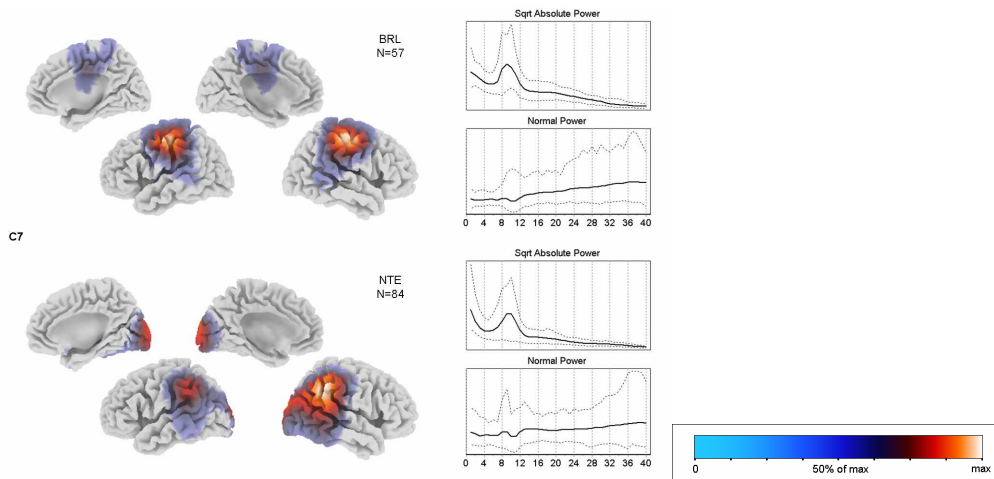 BRL
N=57
Sqrt Absolute Power
Normal Power
0 4 8 12 16 20 24 28 32 36 40
C7
NTE
N=84
Sqrt Absolute Power
Normal Power
0 4 8 12 16 20 24 28 32 36 40
0 50% of max max